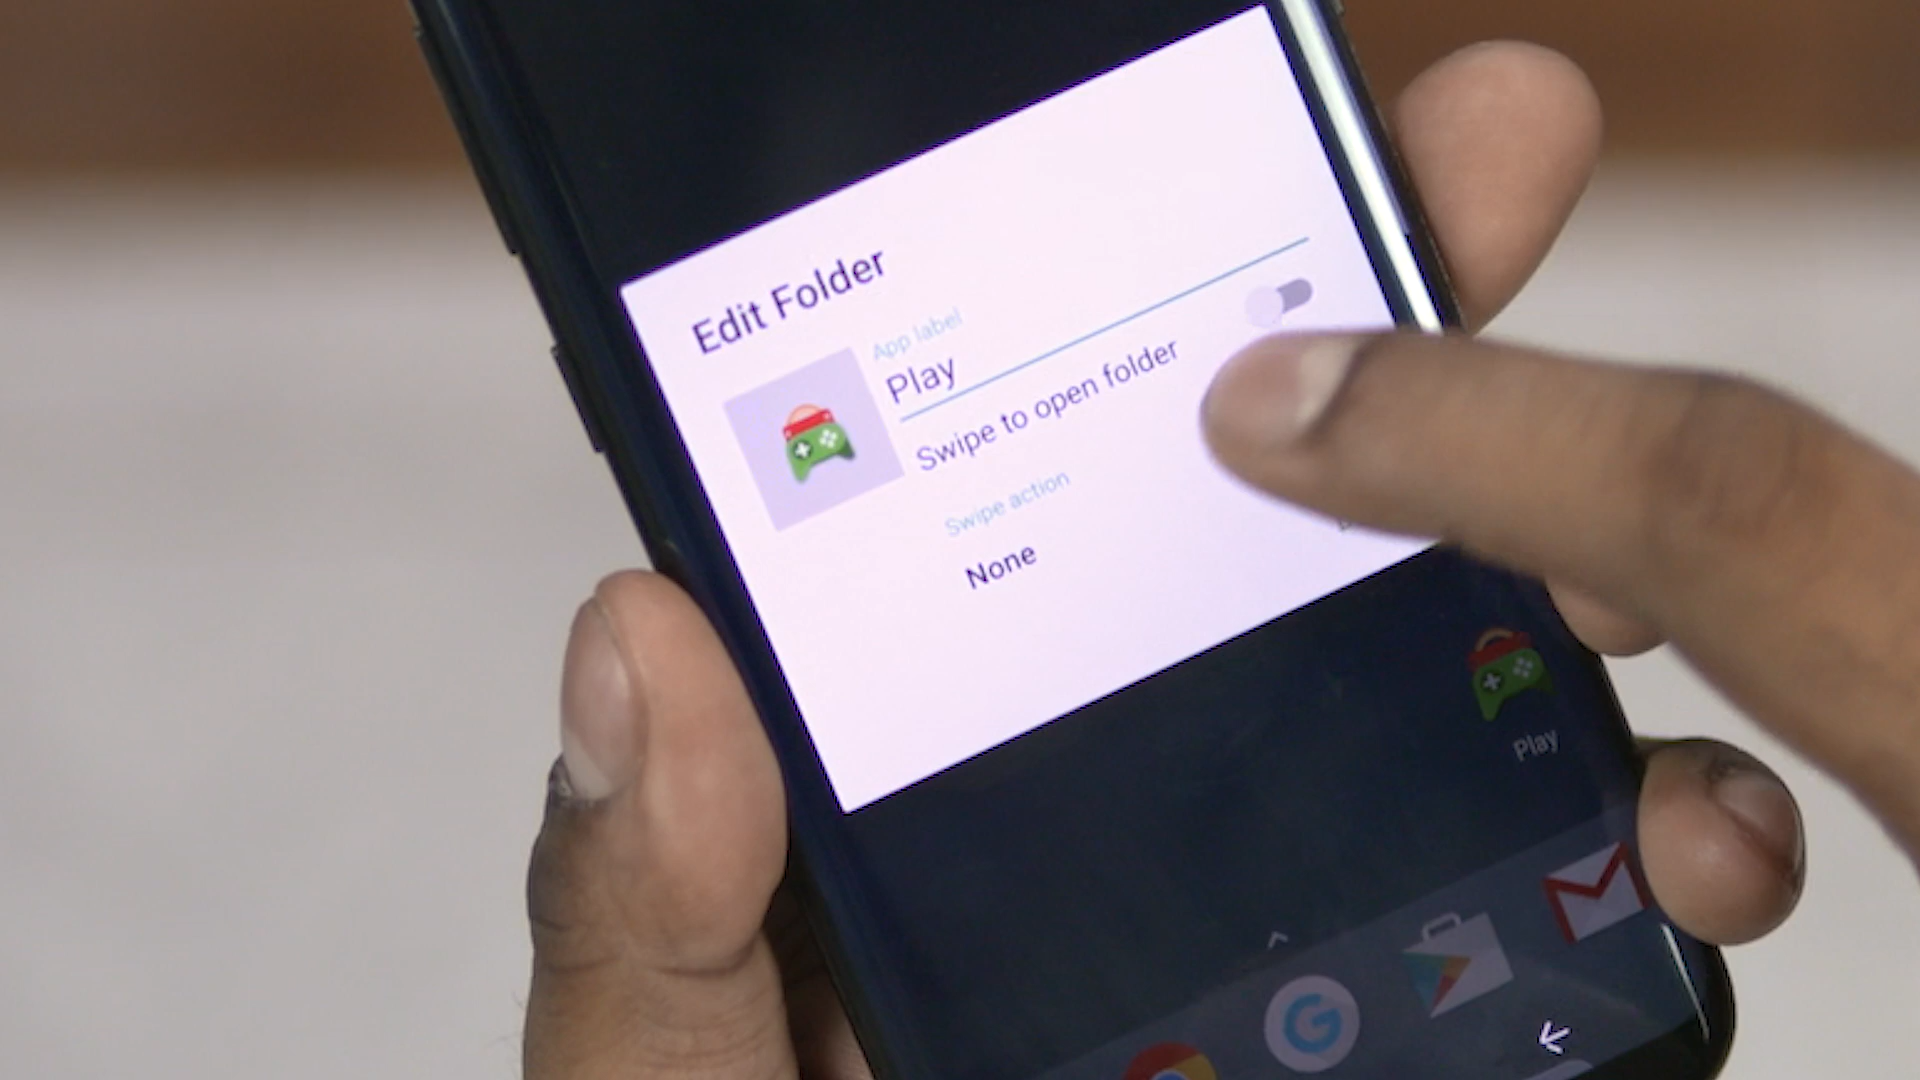 Edit Folder
App label
Play
Swipe to open folder
Swipe action
None
Play